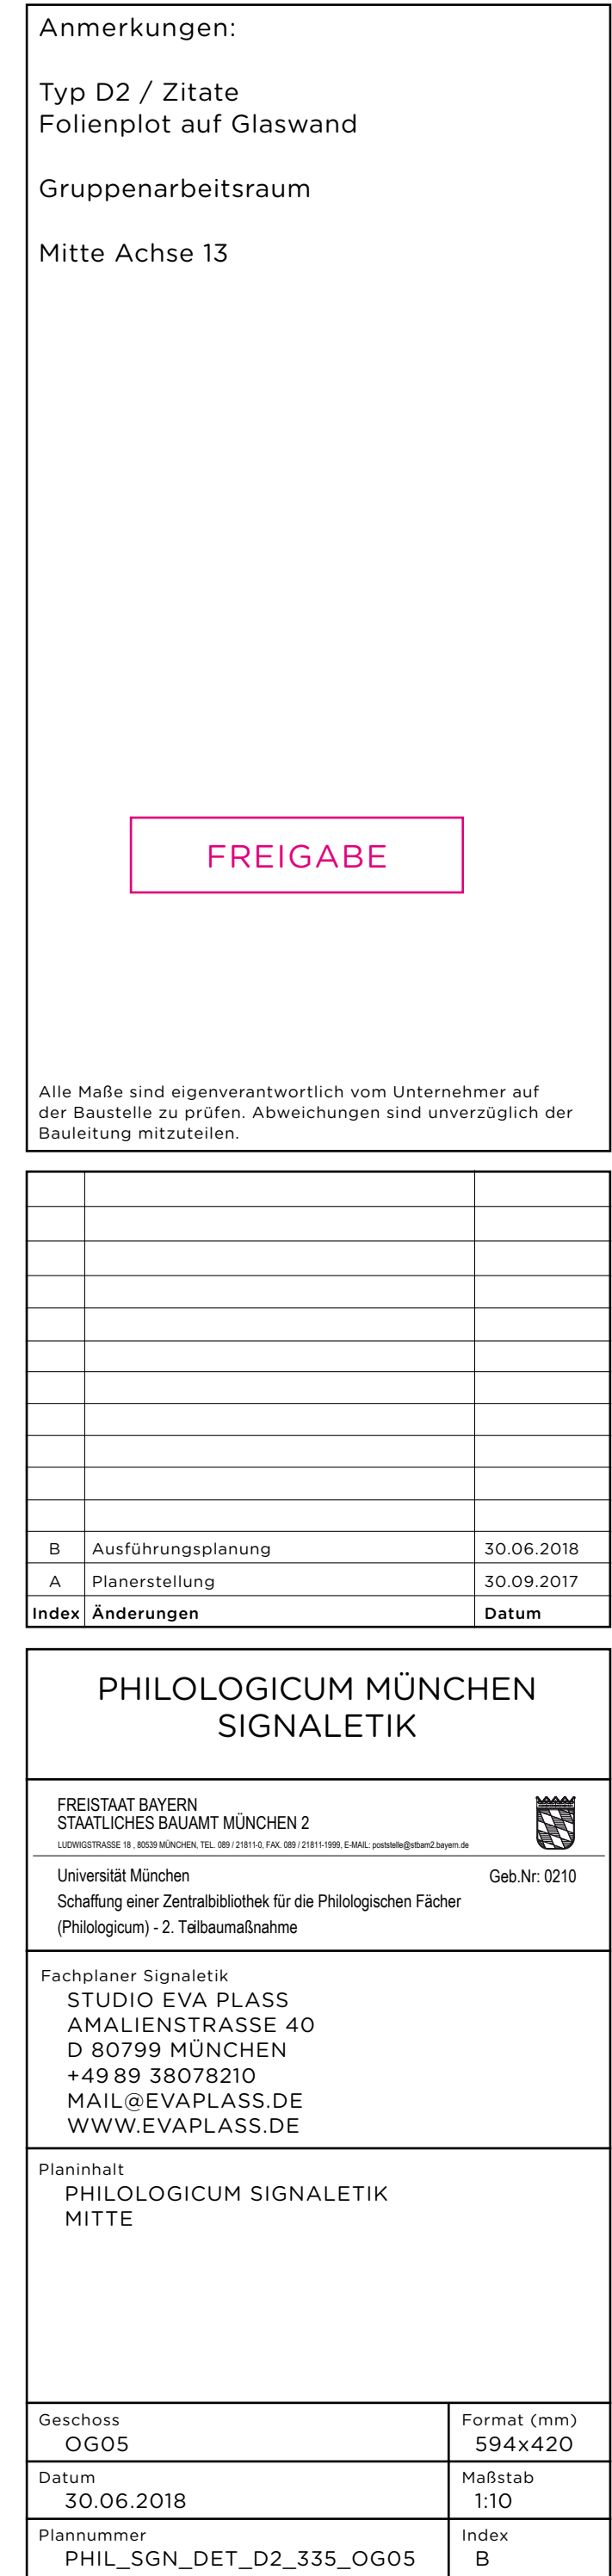 Anmerkungen:
Typ D2 / Zitate
Folienplot auf Glaswand
Gruppenarbeitsraum
Mitte Achse 13
FREIGABE
Alle Maße sind eigenverantwortlich vom Unternehmer auf
der Baustelle zu prüfen. Abweichungen sind unverzüglich der
Bauleitung mitzuteilen.
B Ausführungsplanung 30.06.2018
A Planerstellung 30.09.2017
Index Änderungen Datum
PHILOLOGICUM MÜNCHEN
SIGNALETIK
FREISTAAT BAYERN
STAATLICHES BAUAMT MÜNCHEN 2
LUDWIGSTRASSE 18 , 80539 MÜNCHEN, TEL. 089 / 21811-0, FAX. 089 / 21811-1999, E-MAIL: poststelle@stbam2.bayern.de
Universität München Geb.Nr: 0210
Schaffung einer Zentralbibliothek für die Philologischen Fächer
(Philologicum) - 2. Teilbaumaßnahme
Fachplaner Signaletik
STUDIO EVA PLASS
AMALIENSTRASSE 40
D 80799 MÜNCHEN
+49 89 38078210
MAIL@EVAPLASS.DE
WWW.EVAPLASS.DE
Planinhalt
PHILOLOGICUM SIGNALETIK
MITTE
Geschoss Format (mm)
OG05 594x420
Datum Maßstab
30.06.2018 1:10
Plannummer Index
PHIL_SGN_DET_D2_335_OG05 B